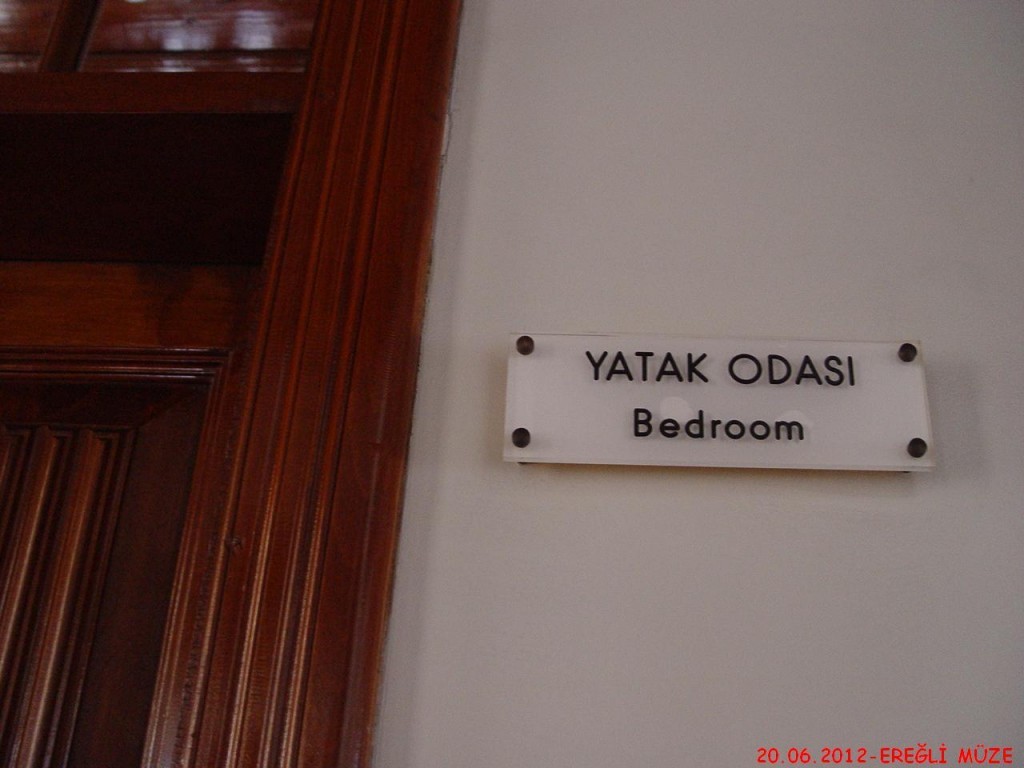 YATAK ODASI
Bedroom
20.06.2012-EREĞLİ MÜZE